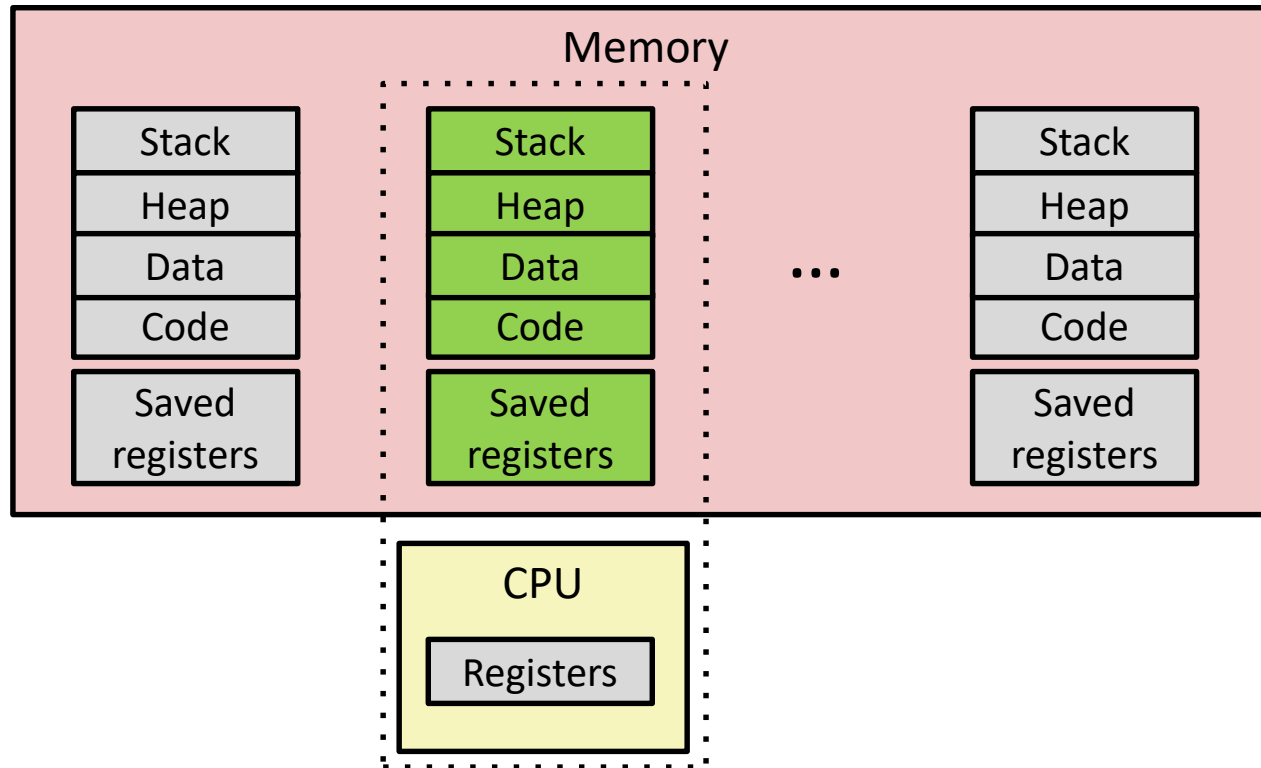 Memory
Stack
Heap
Data
Code
Saved
registers
Stack
Heap
Data
Code
Saved
registers
...
Stack
Heap
Data
Code
Saved
registers
CPU
Registers